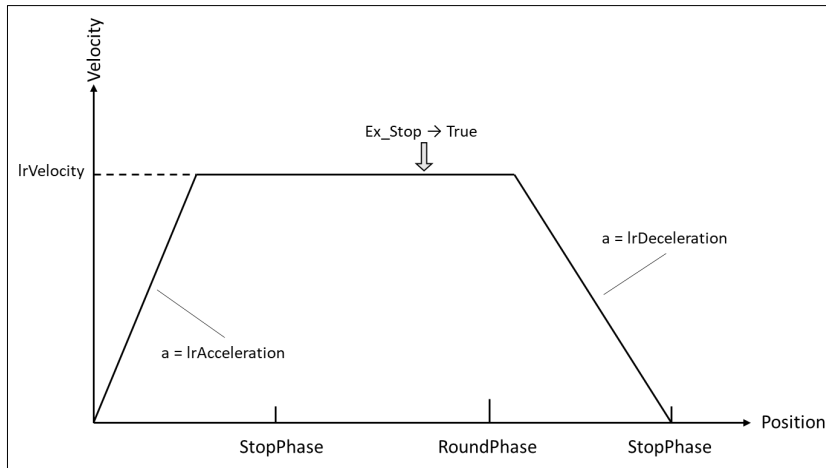 Velocity
Ex_Stop → True
lrVelocity
a = lrDeceleration
a = lrAcceleration
Position
StopPhase
RoundPhase
StopPhase